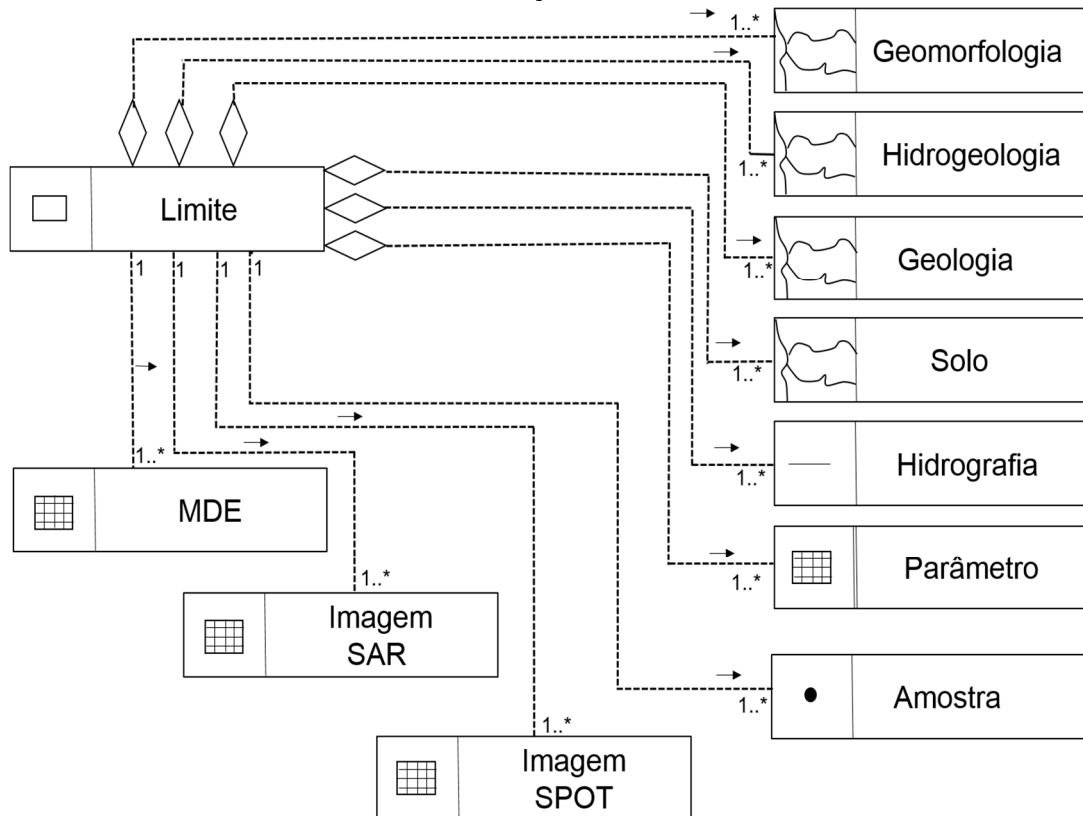 1..*
Geomorfologia
1..*
Hidrogeologia
Limite
1..*
Geologia
1
1
1
1
1..*
Solo
1..*
MDE
1..*
Hidrografia
1..*
Parâmetro
1..*
Imagem
SAR
1..*
Amostra
1..*
Imagem
SPOT